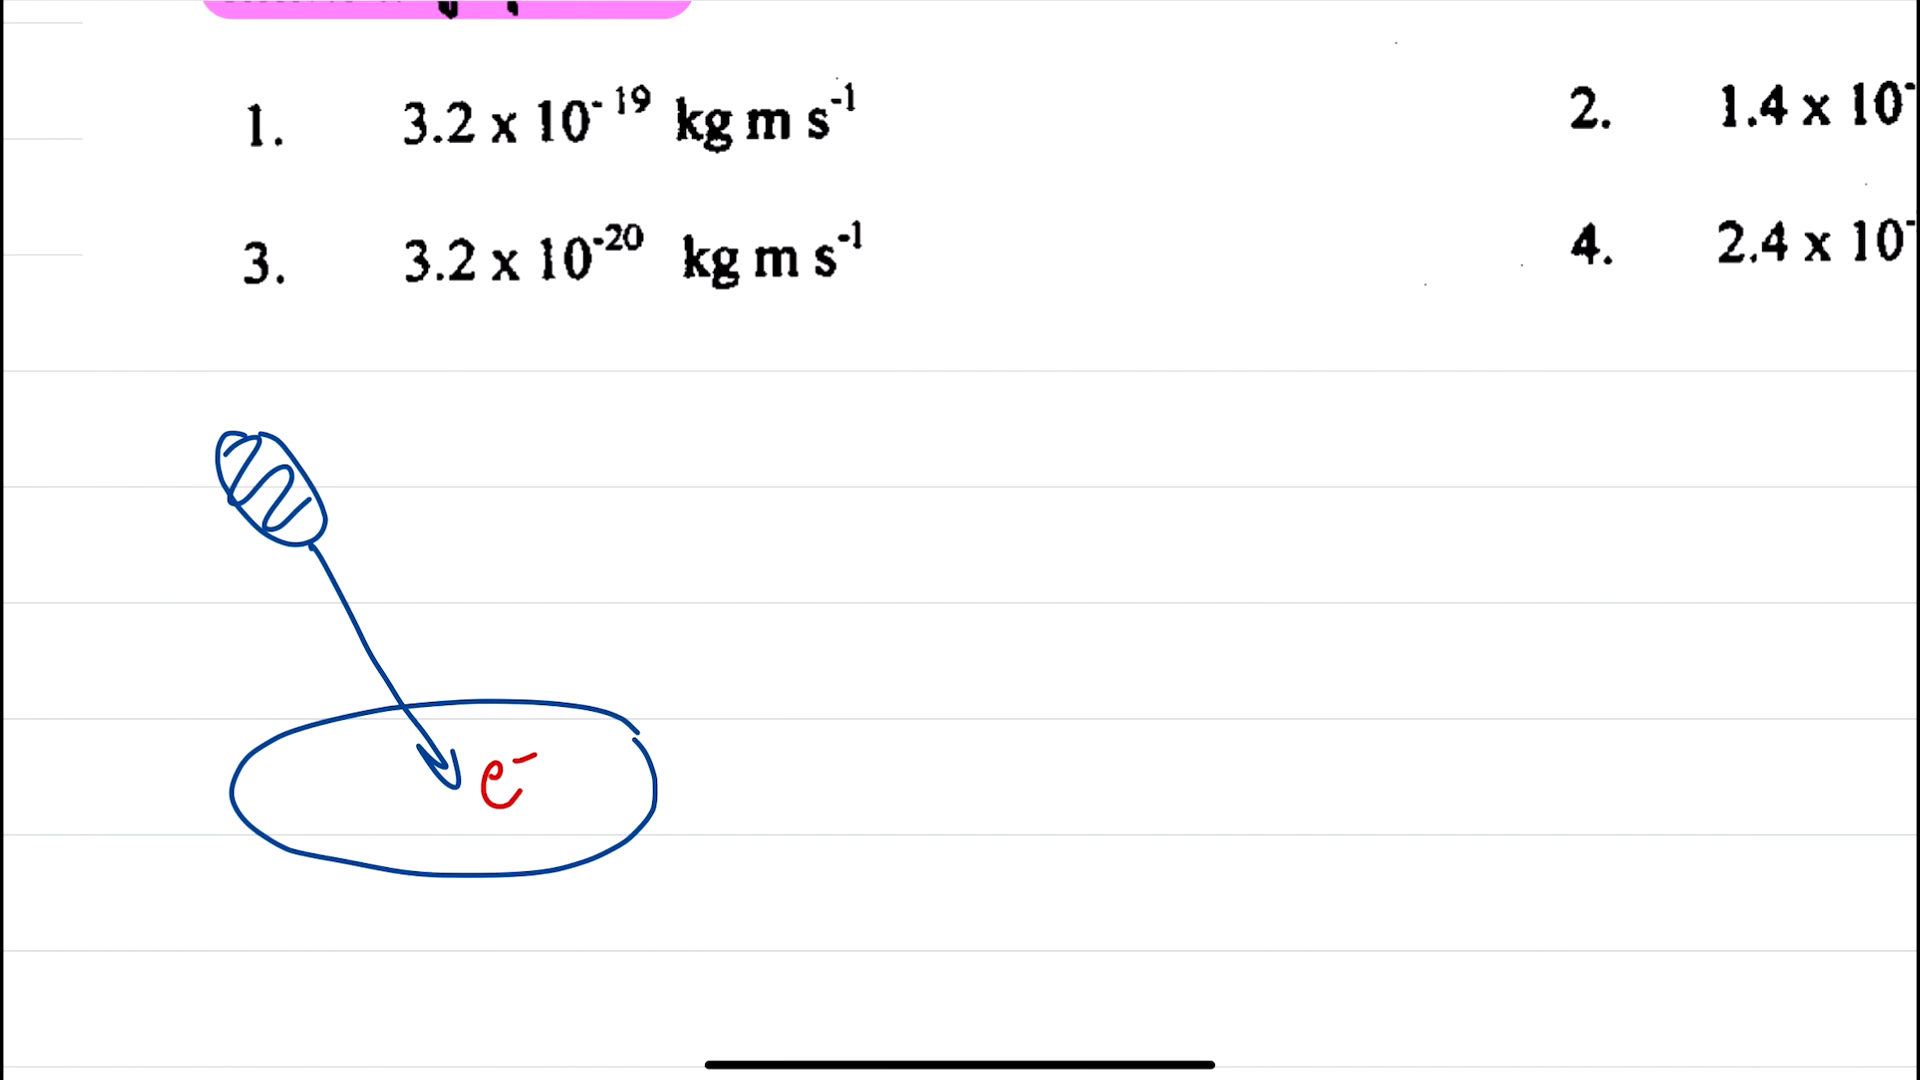 1. 3.2 x 10⁻¹⁹ kg m s⁻¹ 2. 1.4 x 10⁻
3. 3.2 x 10⁻²⁰ kg m s⁻¹ 4. 2.4 x 10⁻
e⁻